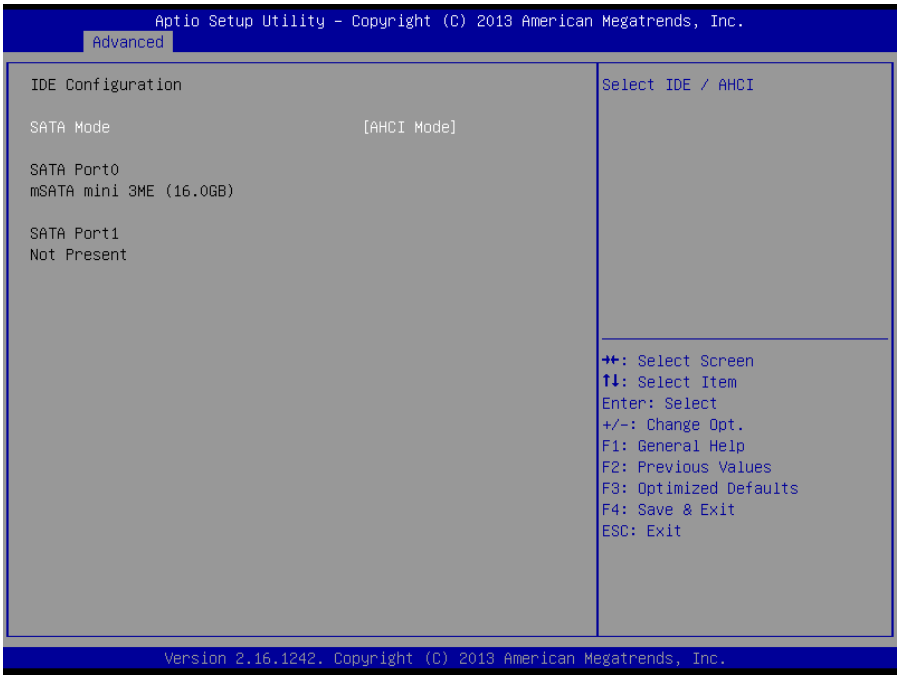 Aptio Setup Utility – Copyright (C) 2013 American Megatrends, Inc.
Advanced
IDE Configuration
SATA Mode [AHCI Mode]
SATA Port0
mSATA mini 3ME (16.0GB)
SATA Port1
Not Present
Select IDE / AHCI
→←: Select Screen
↑↓: Select Item
Enter: Select
+/-: Change Opt.
F1: General Help
F2: Previous Values
F3: Optimized Defaults
F4: Save & Exit
ESC: Exit
Version 2.16.1242. Copyright (C) 2013 American Megatrends, Inc.